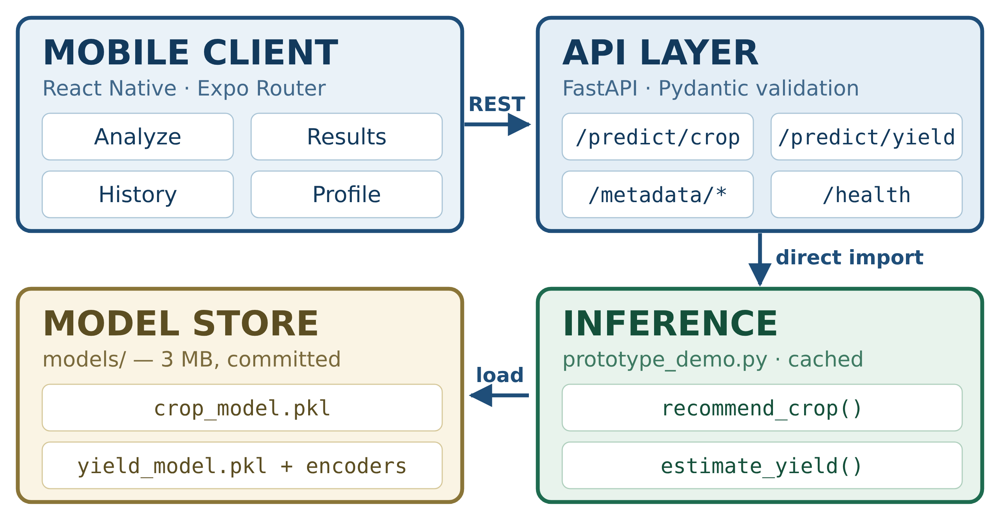 MOBILE CLIENT
React Native · Expo Router
Analyze
Results
History
Profile
REST
API LAYER
FastAPI · Pydantic validation
/predict/crop
/predict/yield
/metadata/*
/health
direct import
INFERENCE
prototype_demo.py · cached
recommend_crop()
estimate_yield()
load
MODEL STORE
models/ — 3 MB, committed
crop_model.pkl
yield_model.pkl + encoders